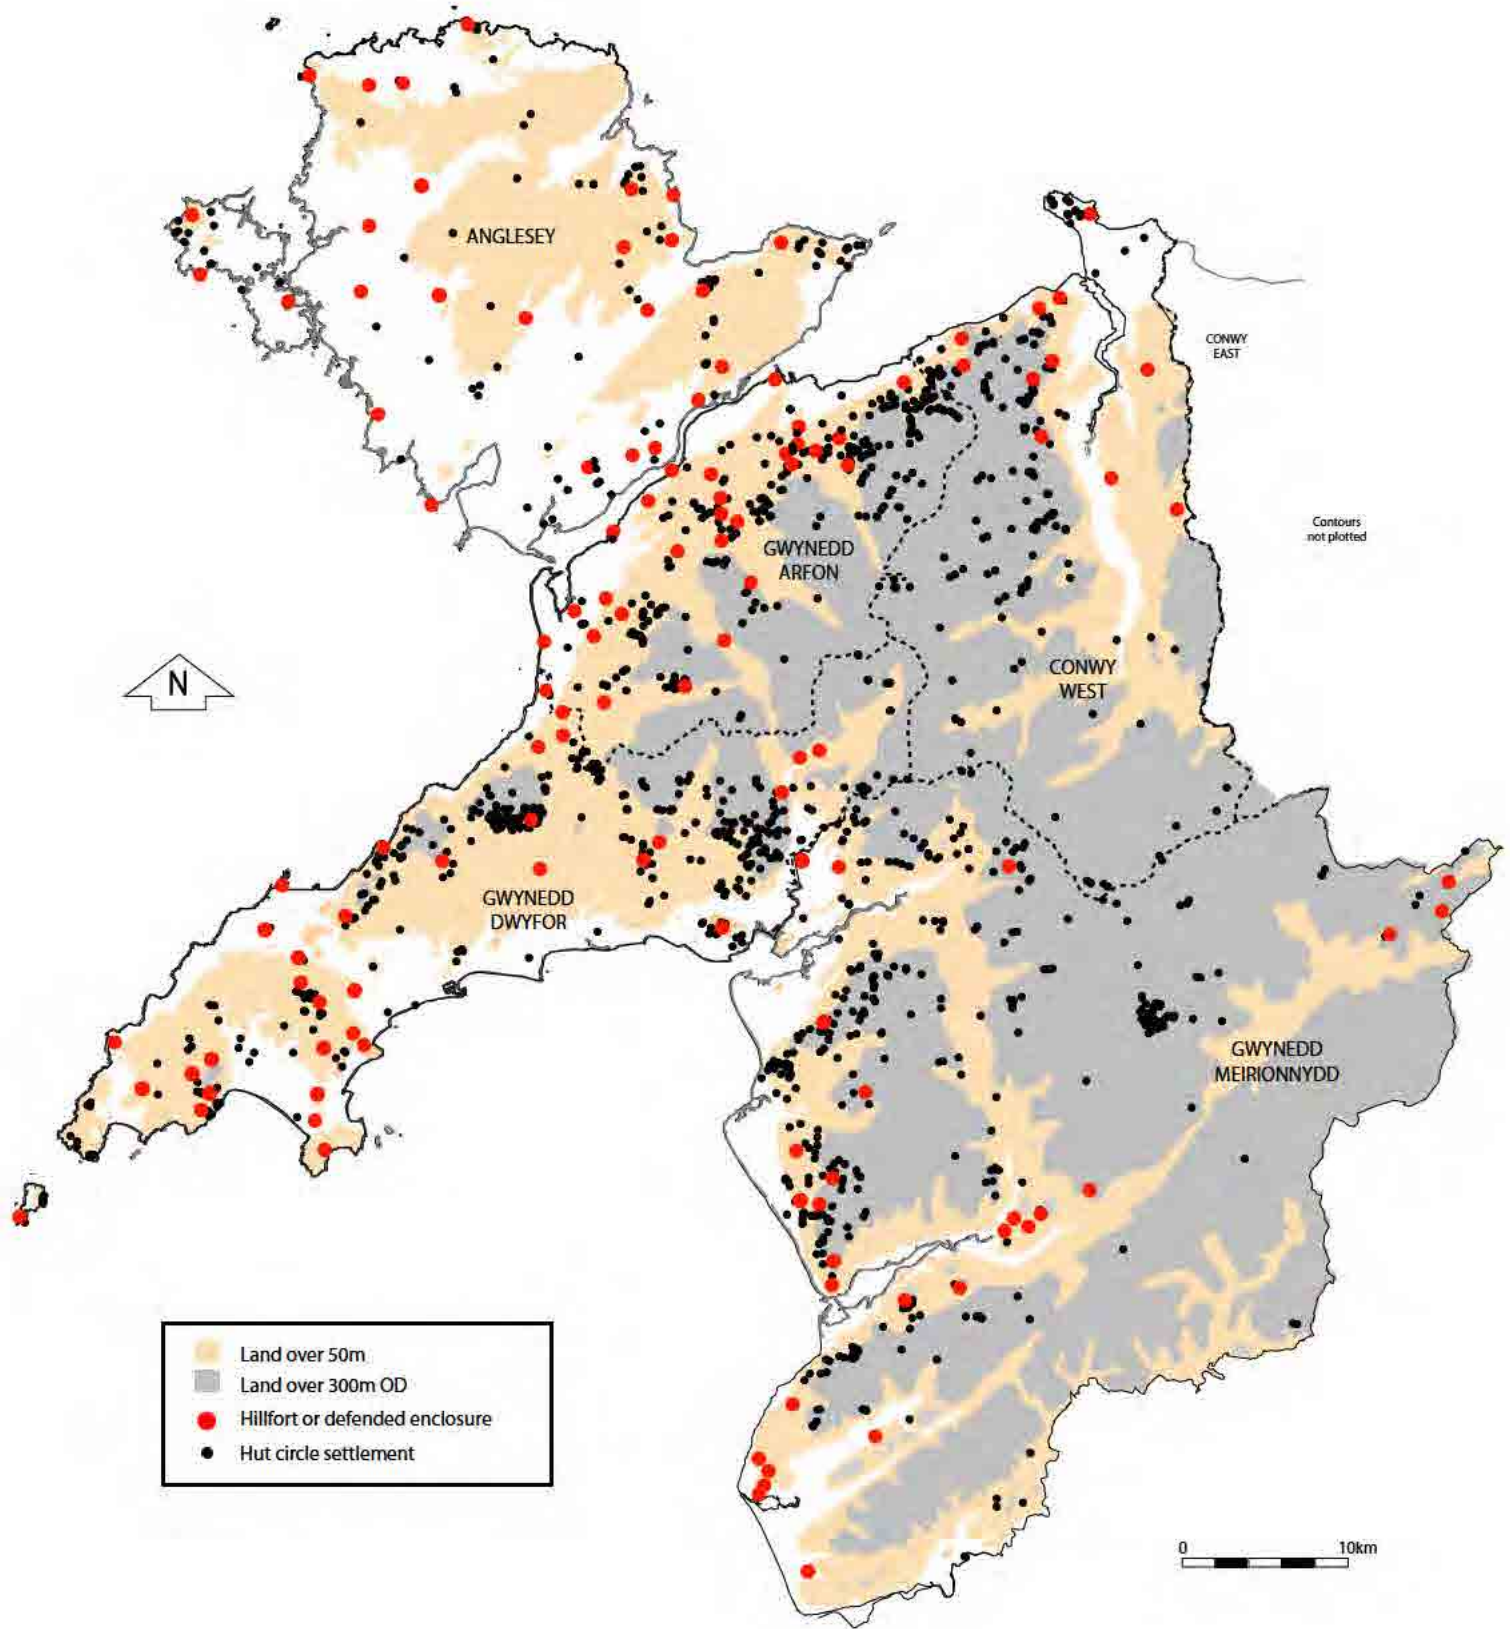 ANGLESEY
CONWY
EAST
Contours
not plotted
GWYNEDD
ARFON
CONWY
WEST
N
GWYNEDD
DWYFOR
GWYNEDD
MEIRIONNYDD
Land over 50m
Land over 300m OD
Hillfort or defended enclosure
Hut circle settlement
0 10km